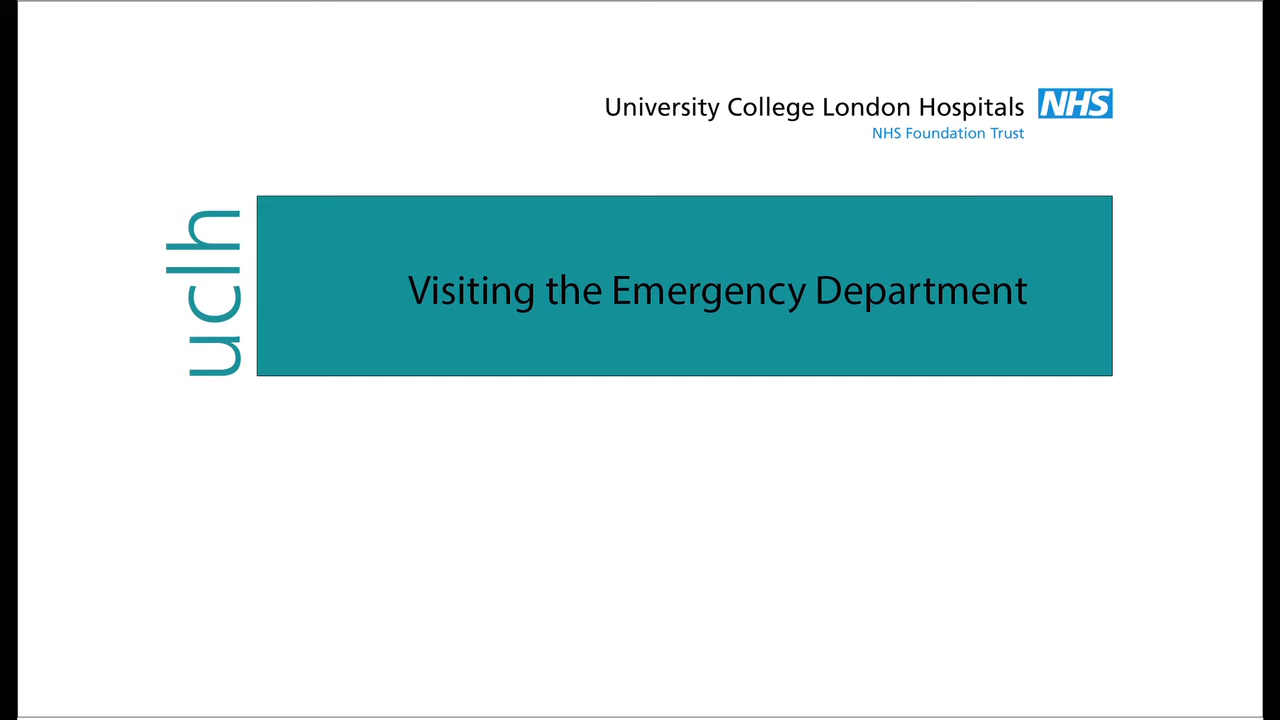 University College London Hospitals NHS
NHS Foundation Trust
uclh
Visiting the Emergency Department